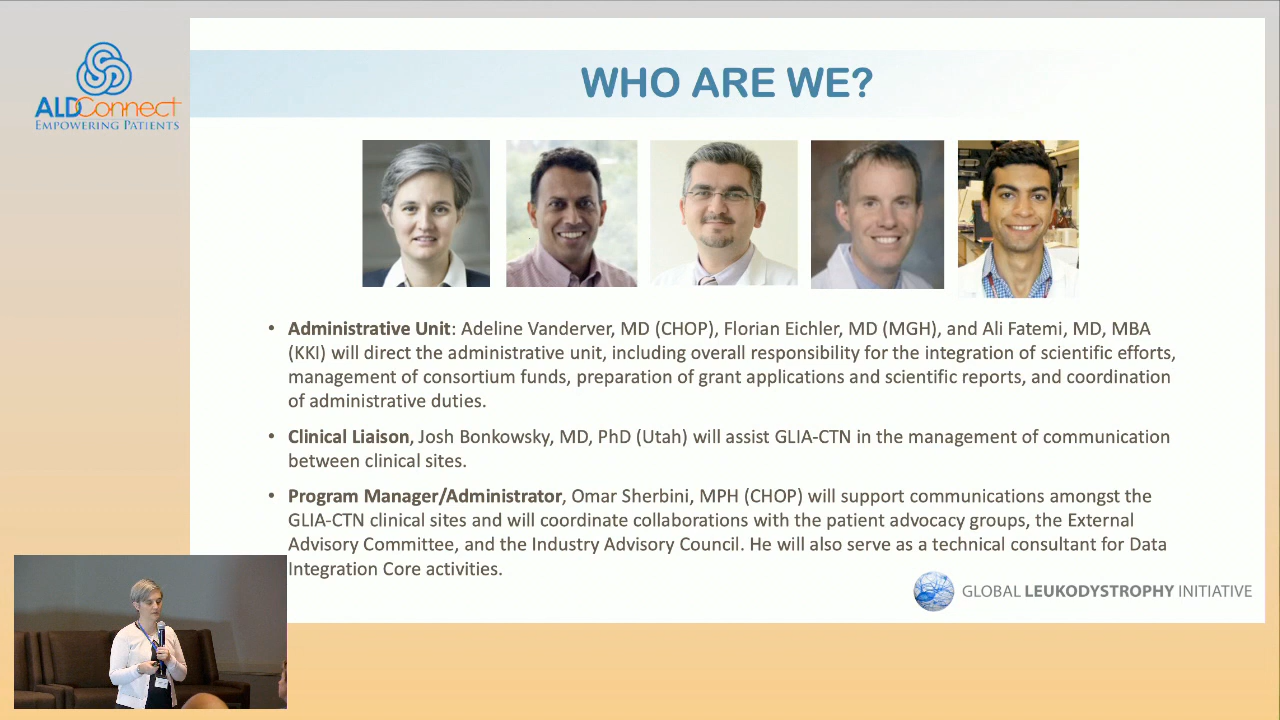 ALDConnect
EMPOWERING PATIENTS
WHO ARE WE?
• Administrative Unit: Adeline Vanderver, MD (CHOP), Florian Eichler, MD (MGH), and Ali Fatemi, MD, MBA
(KKI) will direct the administrative unit, including overall responsibility for the integration of scientific efforts,
management of consortium funds, preparation of grant applications and scientific reports, and coordination
of administrative duties.
• Clinical Liaison, Josh Bonkowsky, MD, PhD (Utah) will assist GLIA-CTN in the management of communication
between clinical sites.
• Program Manager/Administrator, Omar Sherbini, MPH (CHOP) will support communications amongst the
GLIA-CTN clinical sites and will coordinate collaborations with the patient advocacy groups, the External
Advisory Committee, and the Industry Advisory Council. He will also serve as a technical consultant for Data
Integration Core activities.
GLOBAL LEUKODYSTROPHY INITIATIVE